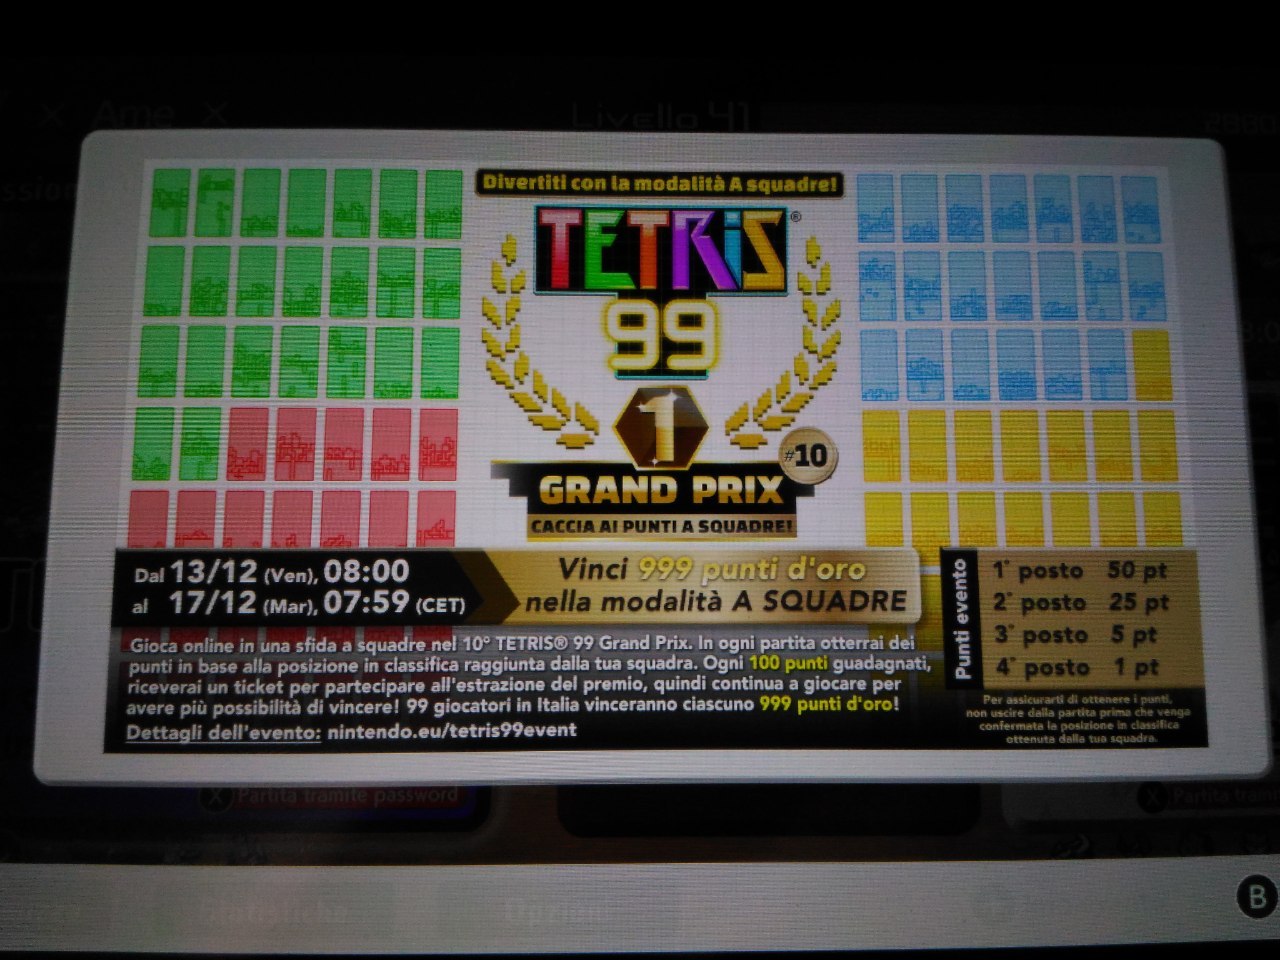 × Ame ×
Livello 41
Divertiti con la modalità A squadre!
TETRIS®
99
1
#10
GRAND PRIX
CACCIA AI PUNTI A SQUADRE!
Dal 13/12 (Ven), 08:00
al 17/12 (Mar), 07:59 (CET)
Vinci 999 punti d'oro
nella modalità A SQUADRE
Gioca online in una sfida a squadre nel 10° TETRIS® 99 Grand Prix. In ogni partita otterrai dei
punti in base alla posizione in classifica raggiunta dalla tua squadra. Ogni 100 punti guadagnati,
riceverai un ticket per partecipare all'estrazione del premio, quindi continua a giocare per
avere più possibilità di vincere! 99 giocatori in Italia vinceranno ciascuno 999 punti d'oro!
Dettagli dell'evento: nintendo.eu/tetris99event
Punti evento
1° posto 50 pt
2° posto 25 pt
3° posto 5 pt
4° posto 1 pt
Per assicurarti di ottenere i punti,
non uscire dalla partita prima che venga
confermata la posizione in classifica
ottenuta dalla tua squadra.
X Partita tramite password
X Partita
B